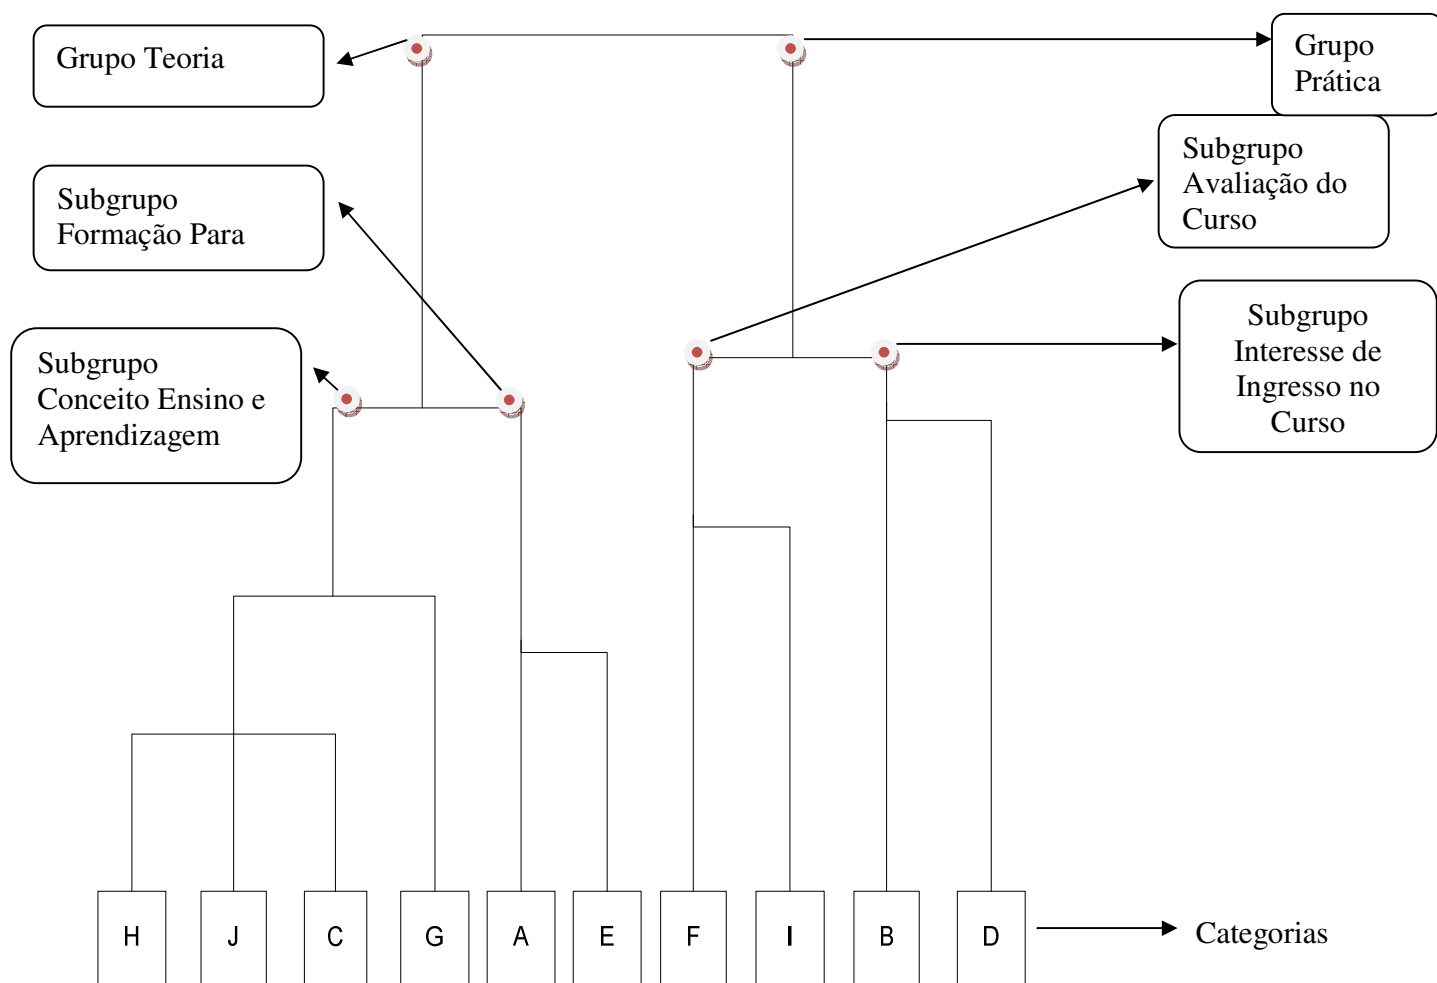 Grupo Teoria
Grupo
Prática
Subgrupo
Avaliação do
Curso
Subgrupo
Formação Para
Subgrupo
Interesse de
Ingresso no
Curso
Subgrupo
Conceito Ensino e
Aprendizagem
H J C G A E F I B D
Categorias